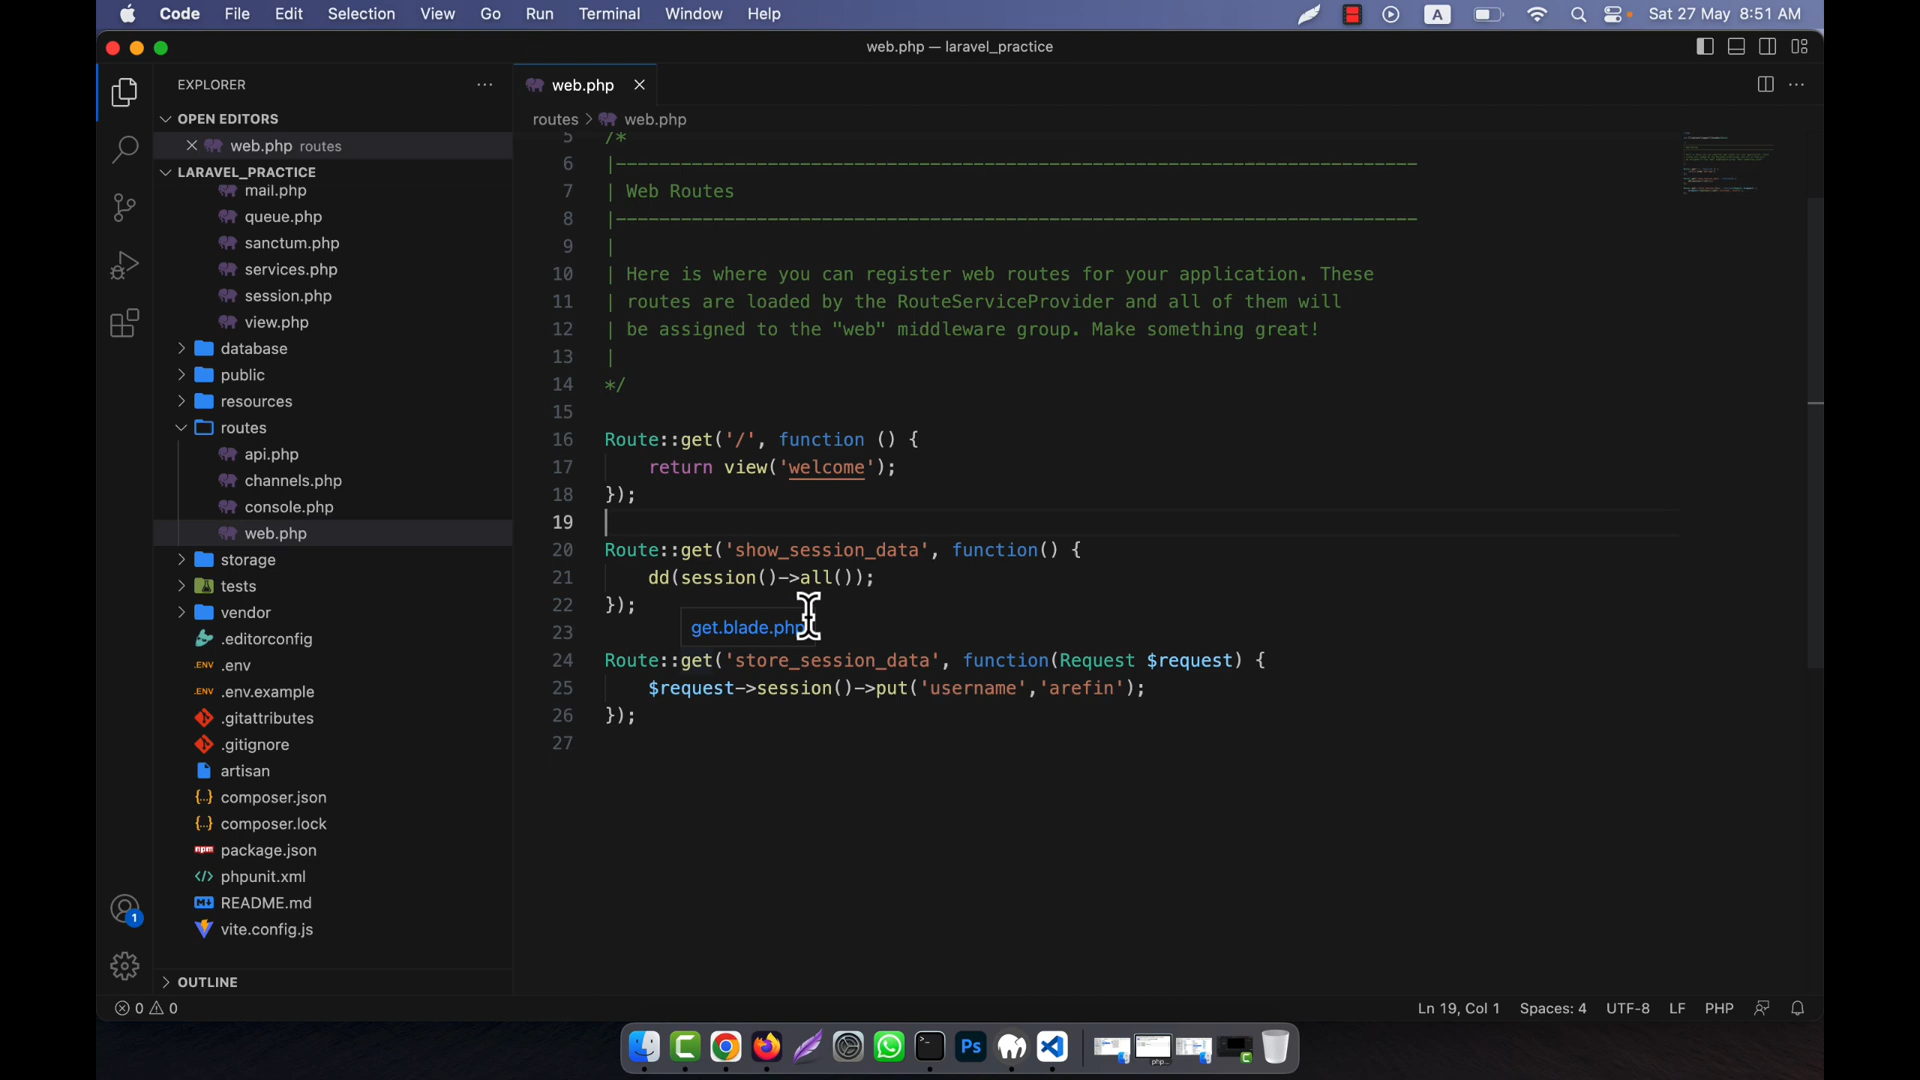 Code File Edit Selection View Go Run Terminal Window Help A Sat 27 May 8:51 AM
web.php — laravel_practice
EXPLORER
web.php
OPEN EDITORS
routes > web.php
web.php routes
LARAVEL_PRACTICE
mail.php
queue.php
sanctum.php
services.php
session.php
view.php
database
public
resources
routes
api.php
channels.php
console.php
web.php
storage
tests
vendor
.editorconfig
.ENV .env
.ENV .env.example
.gitattributes
.gitignore
artisan
{..} composer.json
{..} composer.lock
npm package.json
phpunit.xml
README.md
vite.config.js
OUTLINE
5 /*
6 |--------------------------------------------------------------------------
7 | Web Routes
8 |--------------------------------------------------------------------------
9 |
10 | Here is where you can register web routes for your application. These
11 | routes are loaded by the RouteServiceProvider and all of them will
12 | be assigned to the "web" middleware group. Make something great!
13 |
14 */
15
16 Route::get('/', function () {
17 return view('welcome');
18 });
19
20 Route::get('show_session_data', function() {
21 dd(session()->all());
22 });
get.blade.php
23
24 Route::get('store_session_data', function(Request $request) {
25 $request->session()->put('username','arefin');
26 });
27
1
0 0
Ln 19, Col 1 Spaces: 4 UTF-8 LF PHP
Ps